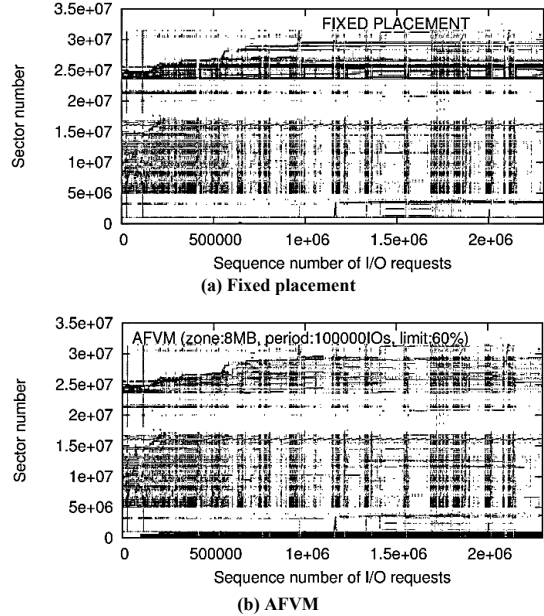 3.5e+07
FIXED PLACEMENT
3e+07
2.5e+07
2e+07
1.5e+07
1e+07
5e+06
0
Sector number
0 500000 1e+06 1.5e+06 2e+06
Sequence number of I/O requests
(a) Fixed placement
3.5e+07
AFVM (zone:8MB, period:100000IOs, limit:60%)
3e+07
2.5e+07
2e+07
1.5e+07
1e+07
5e+06
0
Sector number
0 500000 1e+06 1.5e+06 2e+06
Sequence number of I/O requests
(b) AFVM